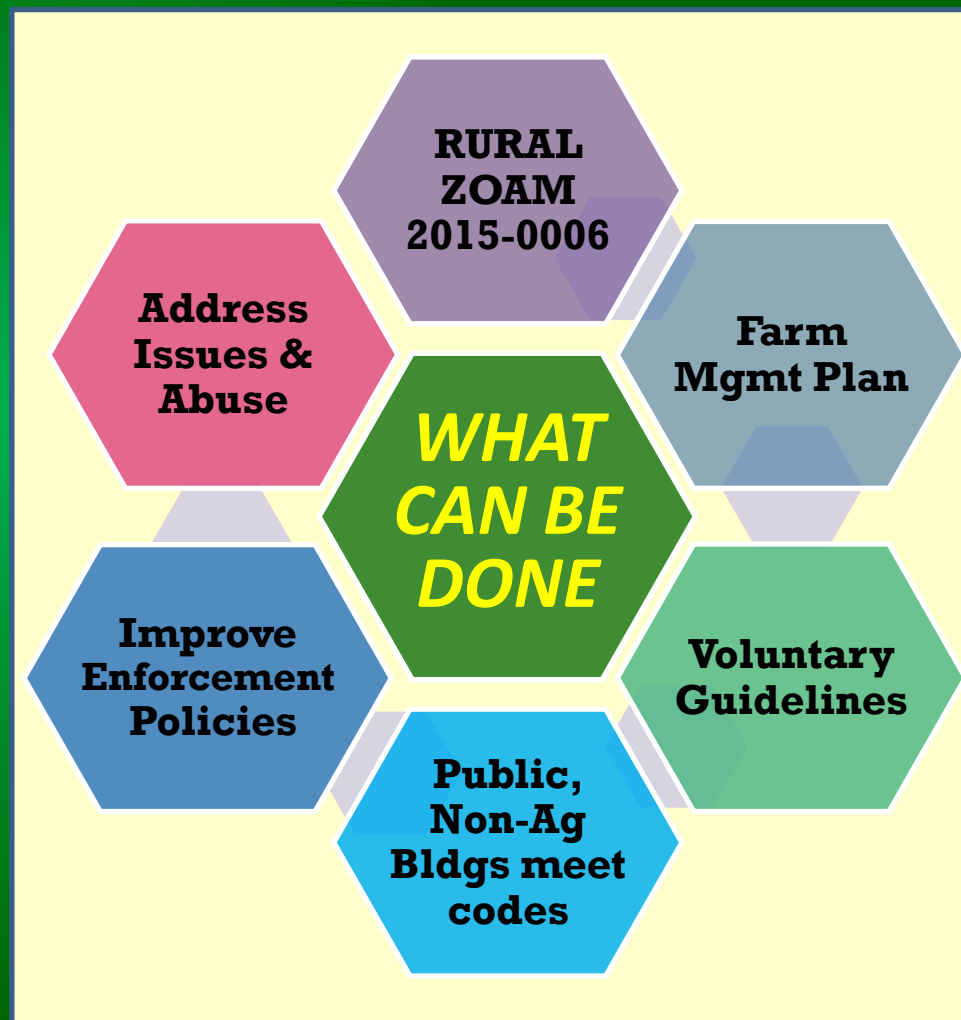 RURAL
ZOAM
2015-0006
Farm
Mgmt Plan
Voluntary
Guidelines
Public,
Non-Ag
Bldgs meet
codes
Improve
Enforcement
Policies
Address
Issues &
Abuse
WHAT
CAN BE
DONE